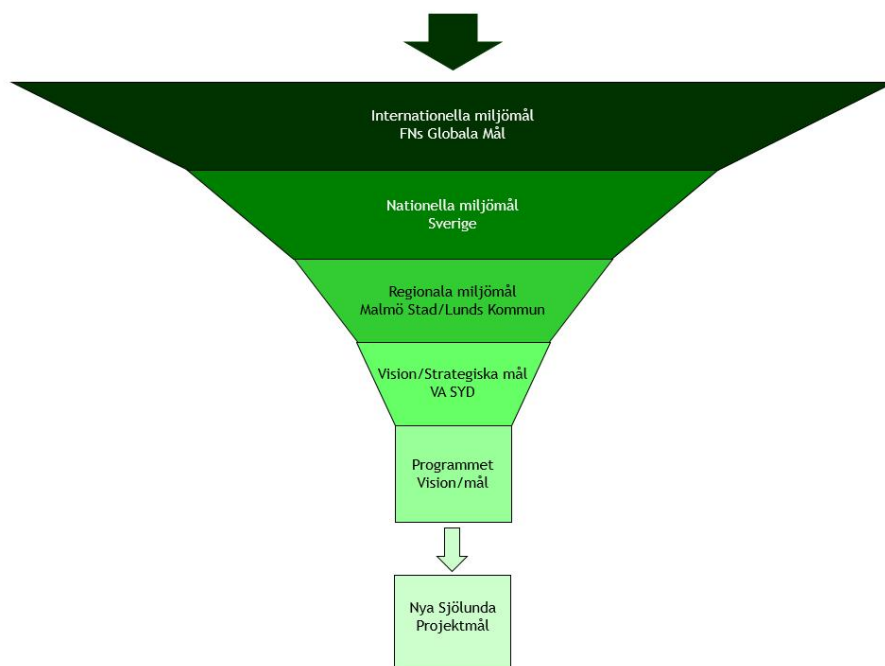 Internationella miljömål
FNs Globala Mål
Nationella miljömål
Sverige
Regionala miljömål
Malmö Stad/Lunds Kommun
Vision/Strategiska mål
VA SYD
Programmet
Vision/mål
Nya Sjölunda
Projektmål